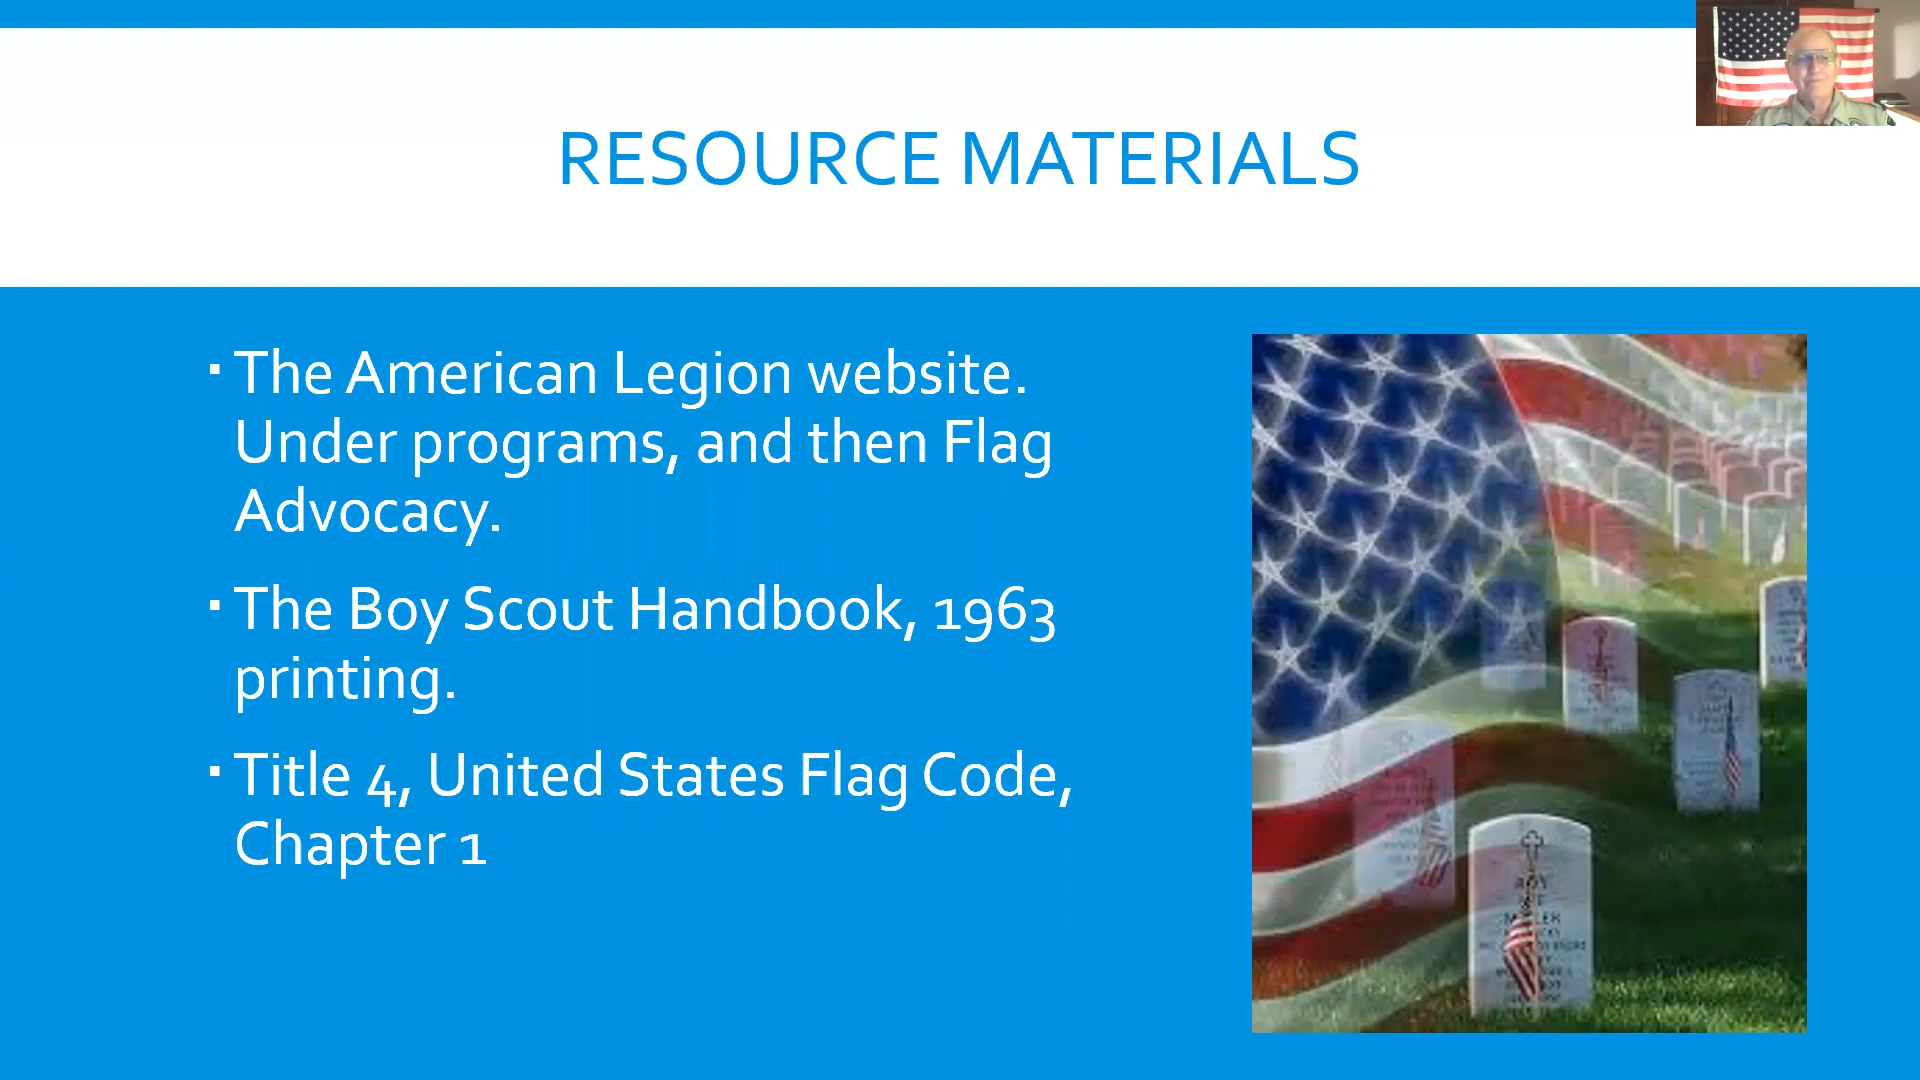 RESOURCE MATERIALS
The American Legion website.
Under programs, and then Flag
Advocacy.
The Boy Scout Handbook, 1963
printing.
Title 4, United States Flag Code,
Chapter 1